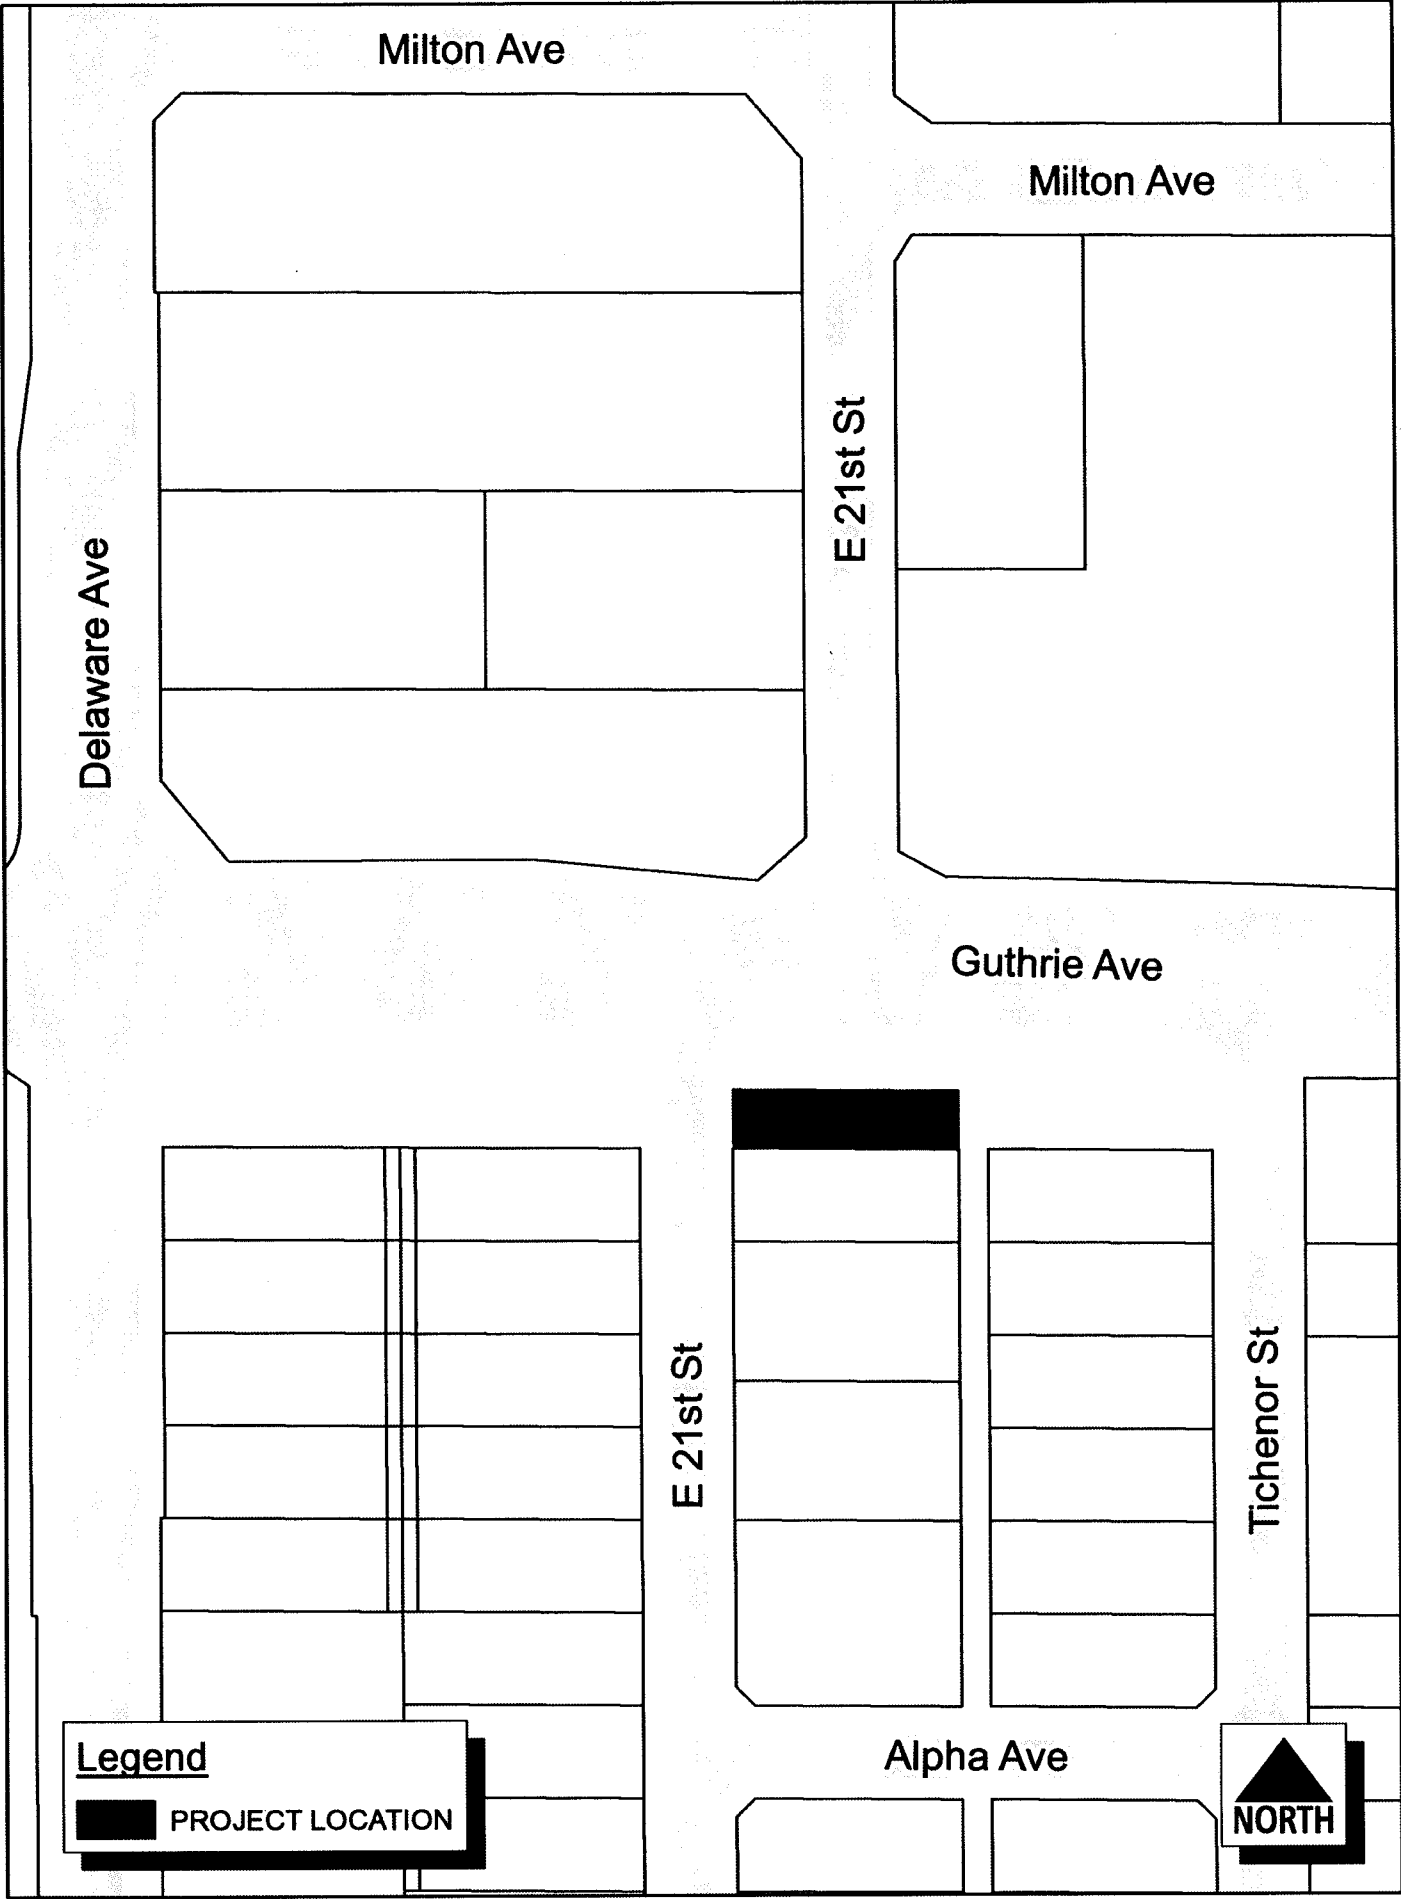 Milton Ave
Milton Ave
E 21st St
Delaware Ave
Guthrie Ave
E 21st St
Tichenor St
Alpha Ave
Legend
PROJECT LOCATION
NORTH